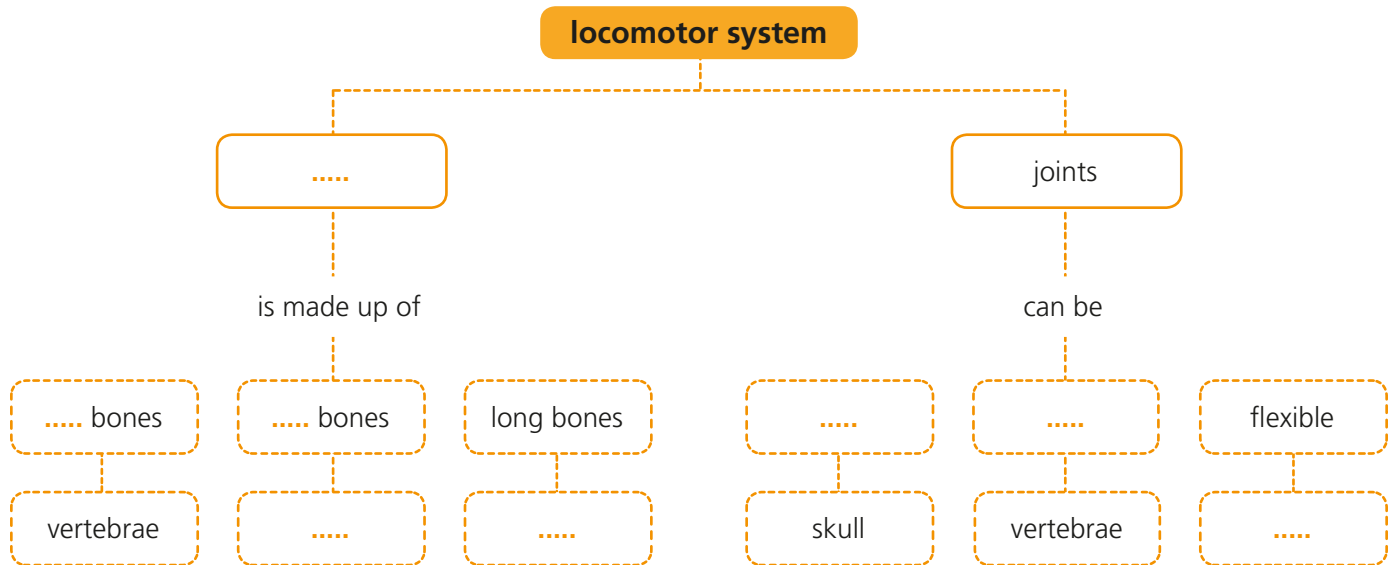 locomotor system
.....
joints
is made up of
can be
..... bones
..... bones
long bones
.....
.....
flexible
vertebrae
.....
.....
skull
vertebrae
.....